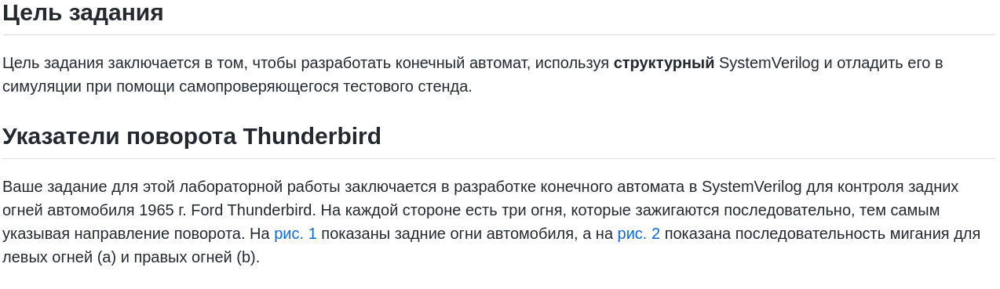 Цель задания
Цель задания заключается в том, чтобы разработать конечный автомат, используя структурный SystemVerilog и отладить его в
симуляции при помощи самопроверяющегося тестового стенда.
Указатели поворота Thunderbird
Ваше задание для этой лабораторной работы заключается в разработке конечного автомата в SystemVerilog для контроля задних
огней автомобиля 1965 г. Ford Thunderbird. На каждой стороне есть три огня, которые зажигаются последовательно, тем самым
указывая направление поворота. На рис. 1 показаны задние огни автомобиля, а на рис. 2 показана последовательность мигания для
левых огней (a) и правых огней (b).